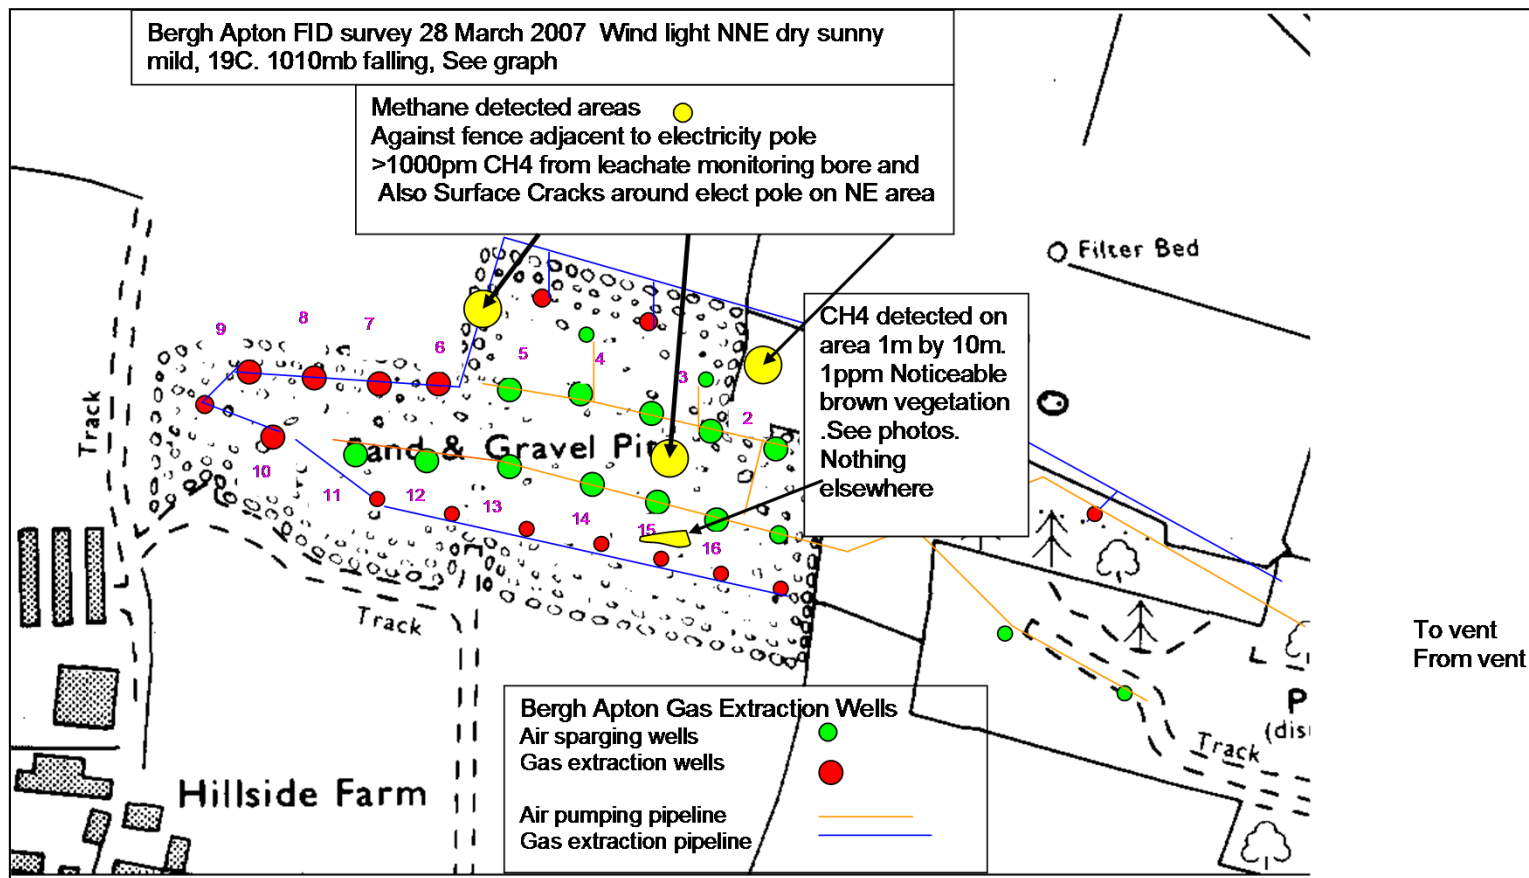 Bergh Apton FID survey 28 March 2007  Wind light NNE dry sunny
mild, 19C. 1010mb falling, See graph
Methane detected areas
Against fence adjacent to electricity pole
>1000pm CH4 from leachate monitoring bore and
Also Surface Cracks around elect pole on NE area
Filter Bed
CH4 detected on
area 1m by 10m.
1ppm Noticeable
brown vegetation
.See photos.
Nothing
elsewhere
9
8
7
6
5
4
3
2
Track
Sand & Gravel Pit
10
11
12
13
14
15
16
Track
To vent
From vent
Bergh Apton Gas Extraction Wells
Air sparging wells
Gas extraction wells
Air pumping pipeline
Gas extraction pipeline
P
(dis
Track
Hillside Farm